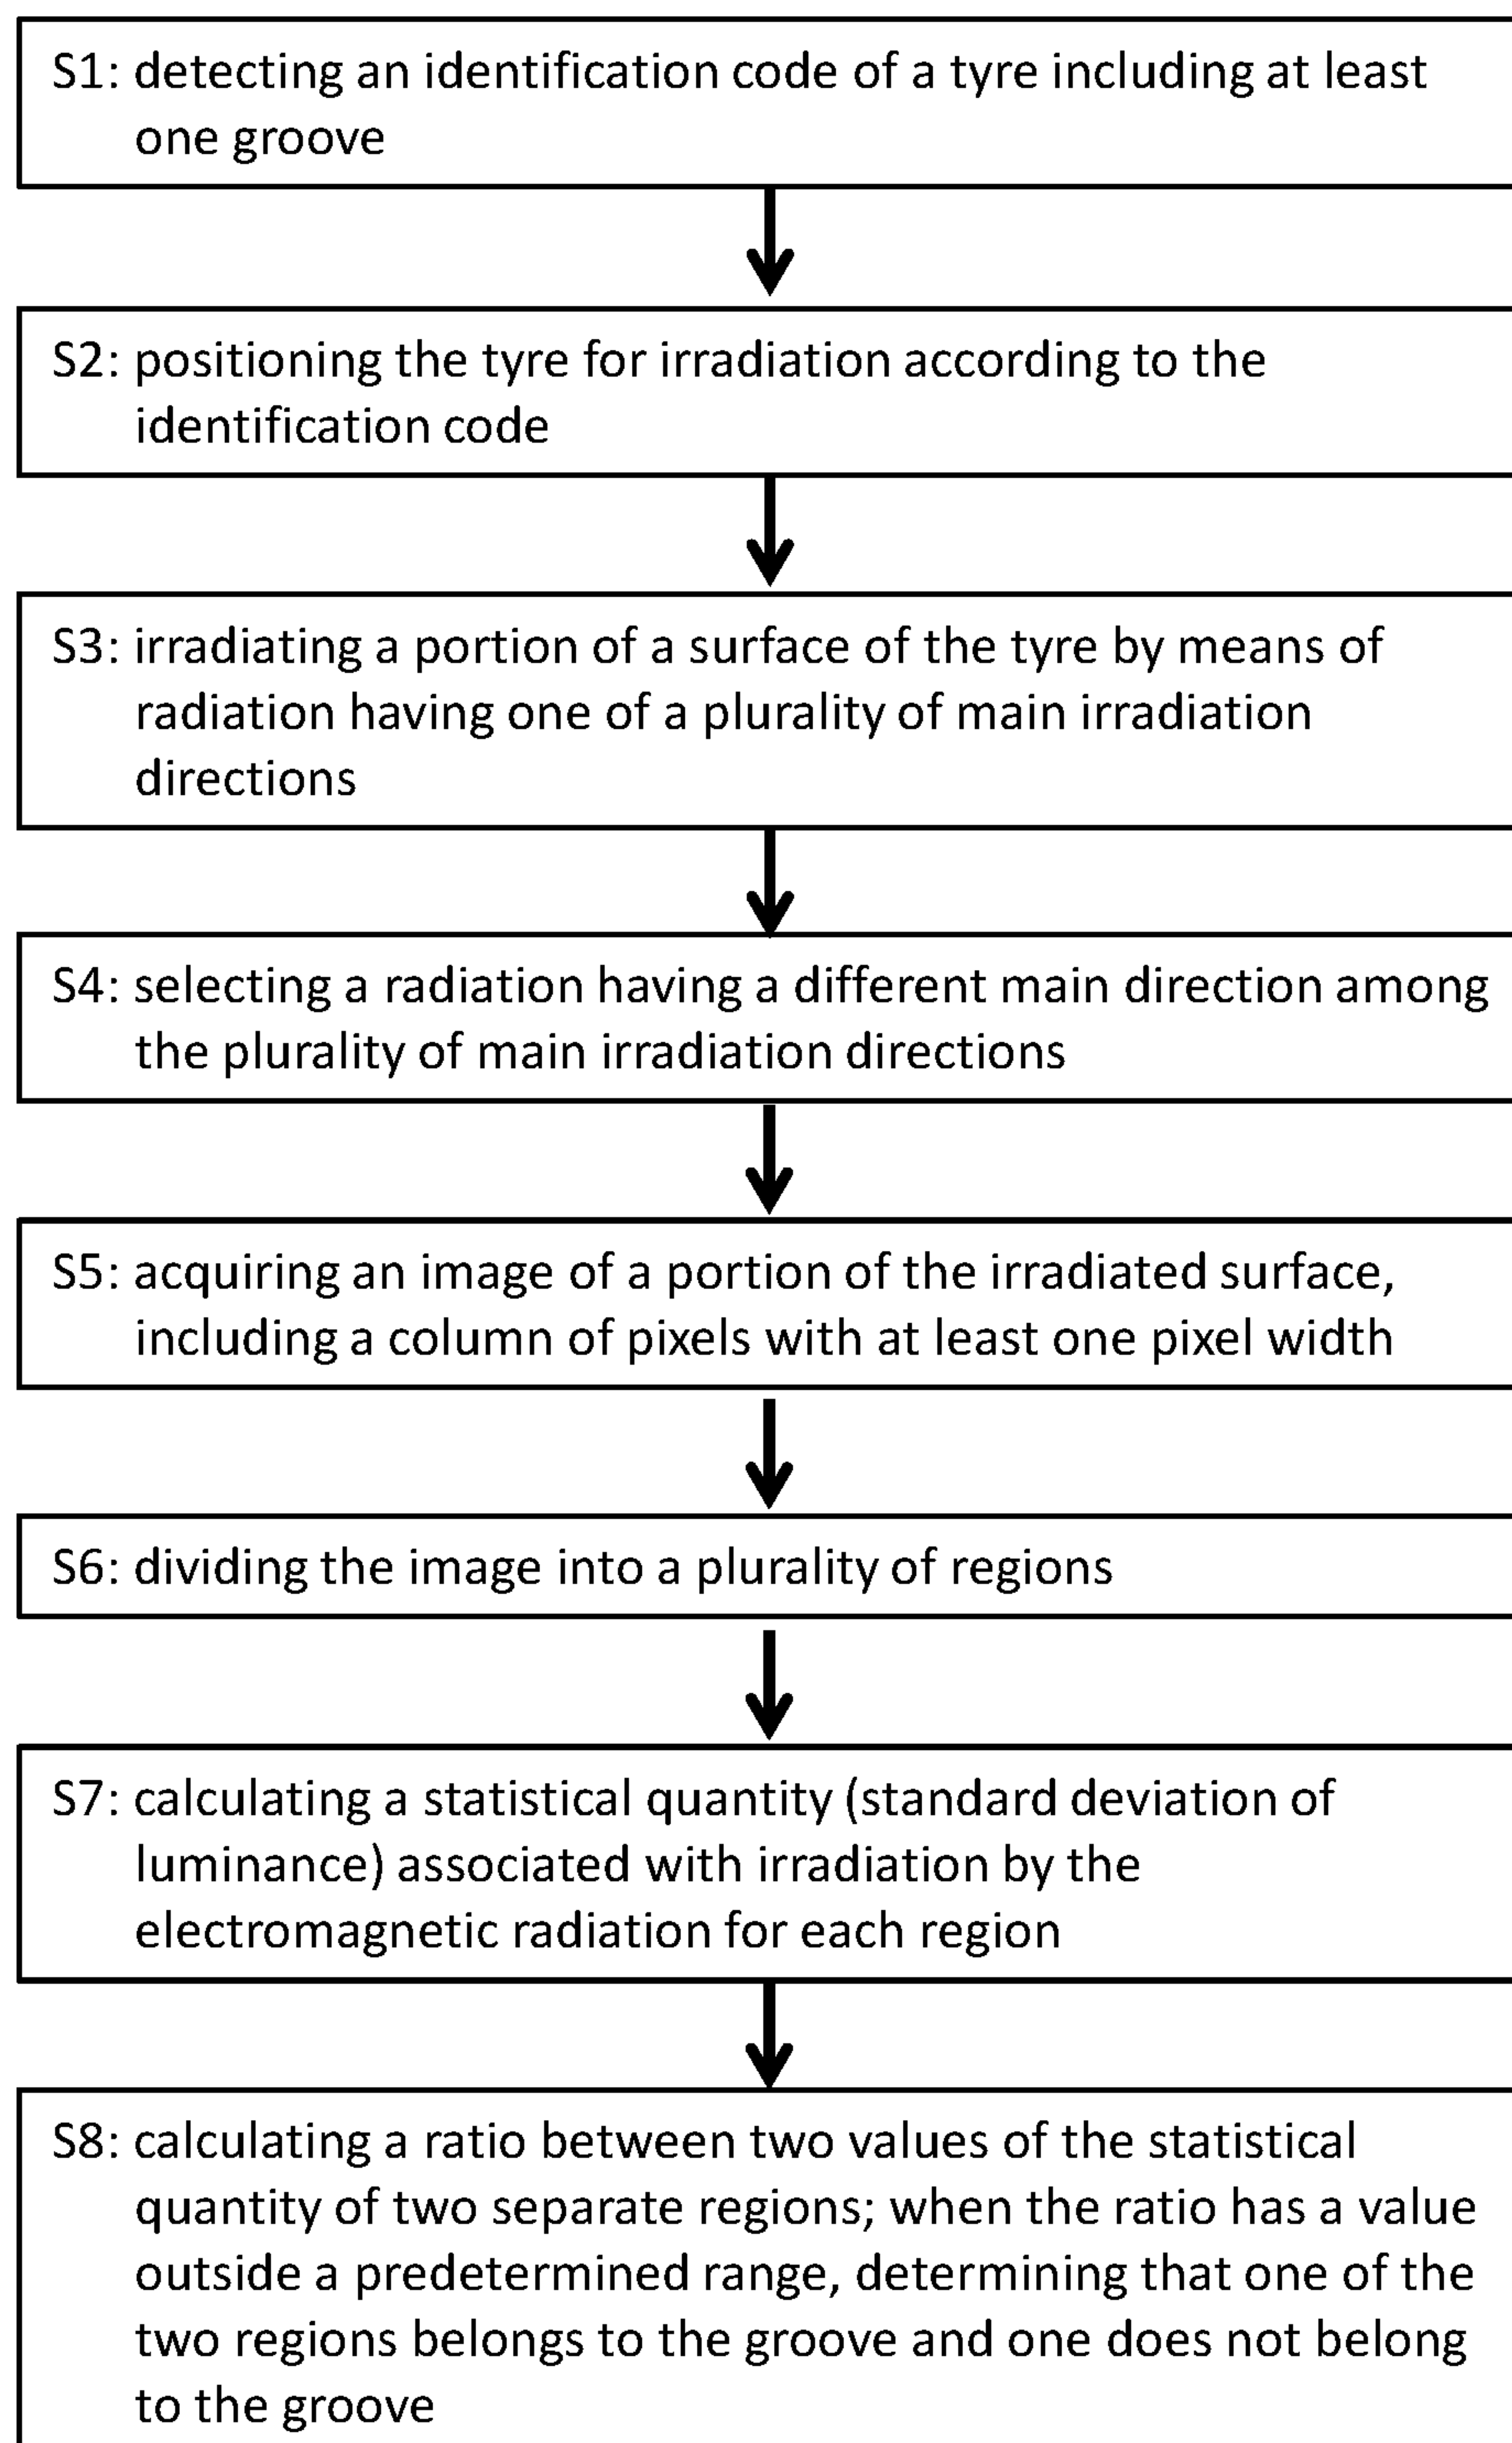 S1: detecting an identification code of a tyre including at least
one groove
S2: positioning the tyre for irradiation according to the
identification code
S3: irradiating a portion of a surface of the tyre by means of
radiation having one of a plurality of main irradiation
directions
S4: selecting a radiation having a different main direction among
the plurality of main irradiation directions
S5: acquiring an image of a portion of the irradiated surface,
including a column of pixels with at least one pixel width
S6: dividing the image into a plurality of regions
S7: calculating a statistical quantity (standard deviation of
luminance) associated with irradiation by the
electromagnetic radiation for each region
S8: calculating a ratio between two values of the statistical
quantity of two separate regions; when the ratio has a value
outside a predetermined range, determining that one of the
two regions belongs to the groove and one does not belong
to the groove